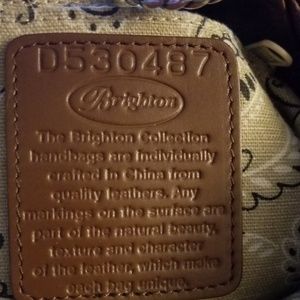 D530487
Brighton
The Brighton Collection
handbags are individually
crafted in China from
quality leathers. Any
markings on the surface are
part of the natural beauty,
texture and character
of the leather, which make
each bag unique.